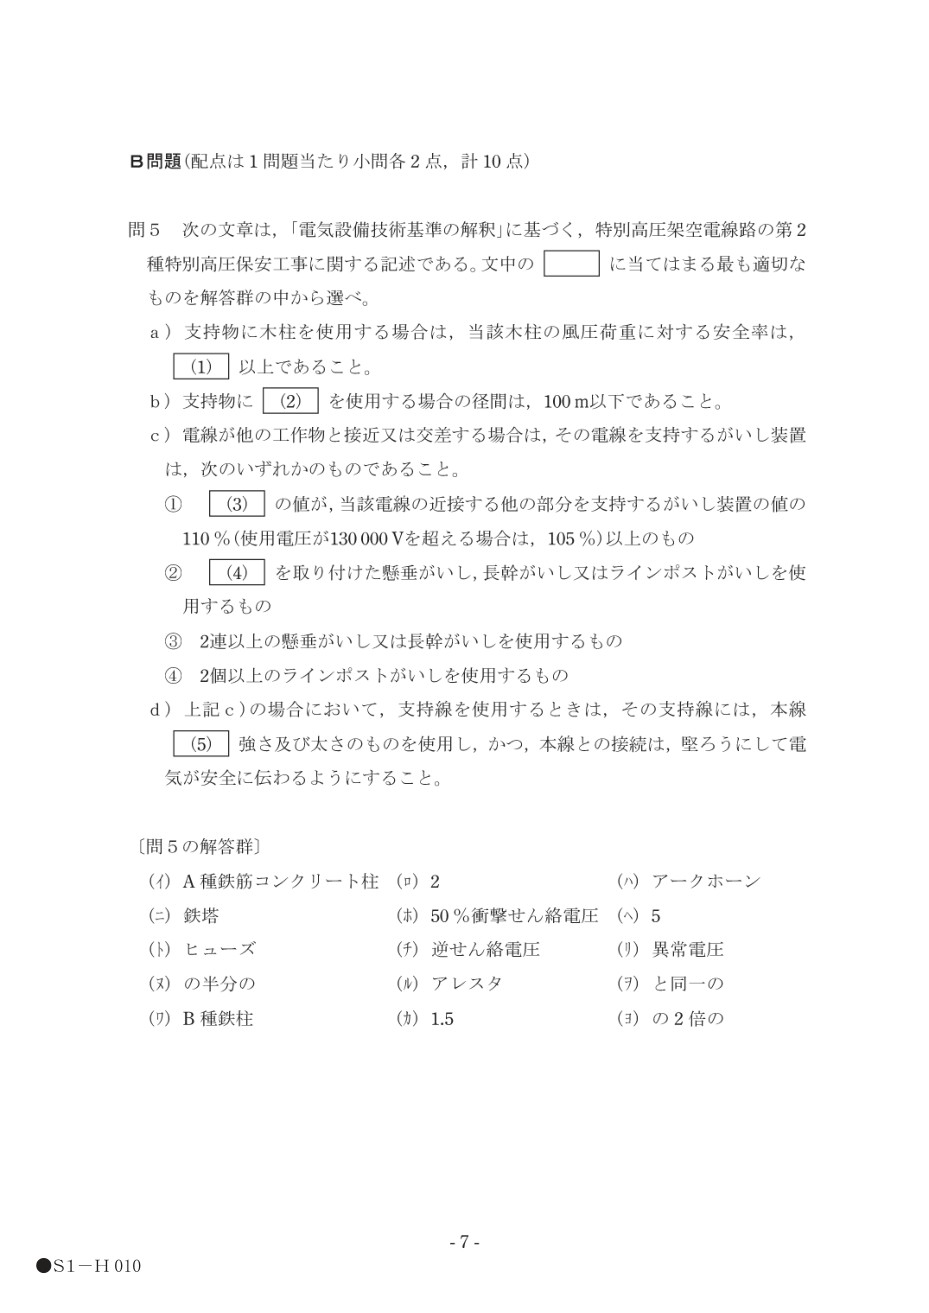 B問題(配点は1問題当たり小問各2点，計10点)
問5　次の文章は，「電気設備技術基準の解釈」に基づく，特別高圧架空電線路の第2
種特別高圧保安工事に関する記述である。文中の　　　に当てはまる最も適切な
ものを解答群の中から選べ。
a）支持物に木柱を使用する場合は，当該木柱の風圧荷重に対する安全率は，
(1) 以上であること。
b）支持物に (2) を使用する場合の径間は，100 m以下であること。
c）電線が他の工作物と接近又は交差する場合は，その電線を支持するがいし装置
は，次のいずれかのものであること。
① (3) の値が，当該電線の近接する他の部分を支持するがいし装置の値の
110 %(使用電圧が130 000 Vを超える場合は，105 %)以上のもの
② (4) を取り付けた懸垂がいし，長幹がいし又はラインポストがいしを使
用するもの
③ 2連以上の懸垂がいし又は長幹がいしを使用するもの
④ 2個以上のラインポストがいしを使用するもの
d）上記c)の場合において，支持線を使用するときは，その支持線には，本線
(5) 強さ及び太さのものを使用し，かつ，本線との接続は，堅ろうにして電
気が安全に伝わるようにすること。
〔問5の解答群〕
(ｲ) A種鉄筋コンクリート柱 (ﾛ) 2 (ﾊ) アークホーン
(ﾆ) 鉄塔 (ﾎ) 50 %衝撃せん絡電圧 (ﾍ) 5
(ﾄ) ヒューズ (ﾁ) 逆せん絡電圧 (ﾘ) 異常電圧
(ﾇ) の半分の (ﾙ) アレスタ (ｦ) と同一の
(ﾜ) B種鉄柱 (ｶ) 1.5 (ﾖ) の2倍の
- 7 -
●S1－H 010